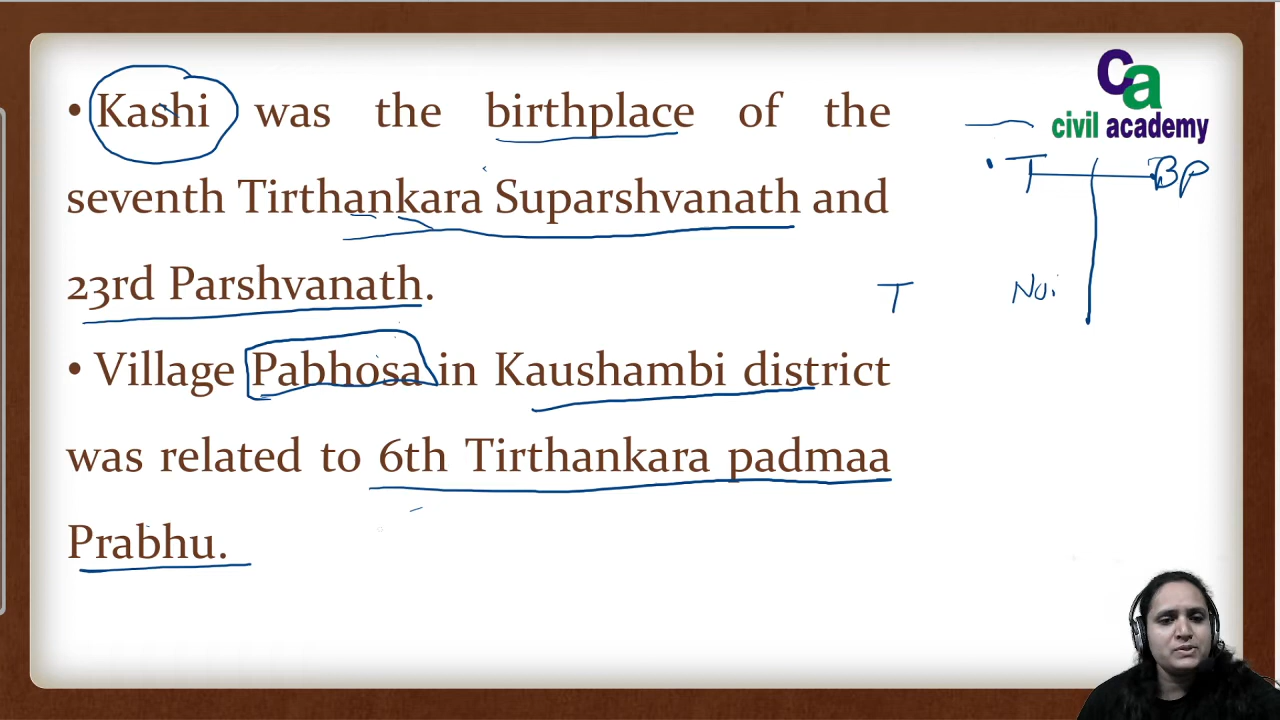 • Kashi was the birthplace of the
seventh Tirthankara Suparshvanath and
23rd Parshvanath.
• Village Pabhosa in Kaushambi district
was related to 6th Tirthankara padmaa
Prabhu.
ca
civil academy
T BP
T